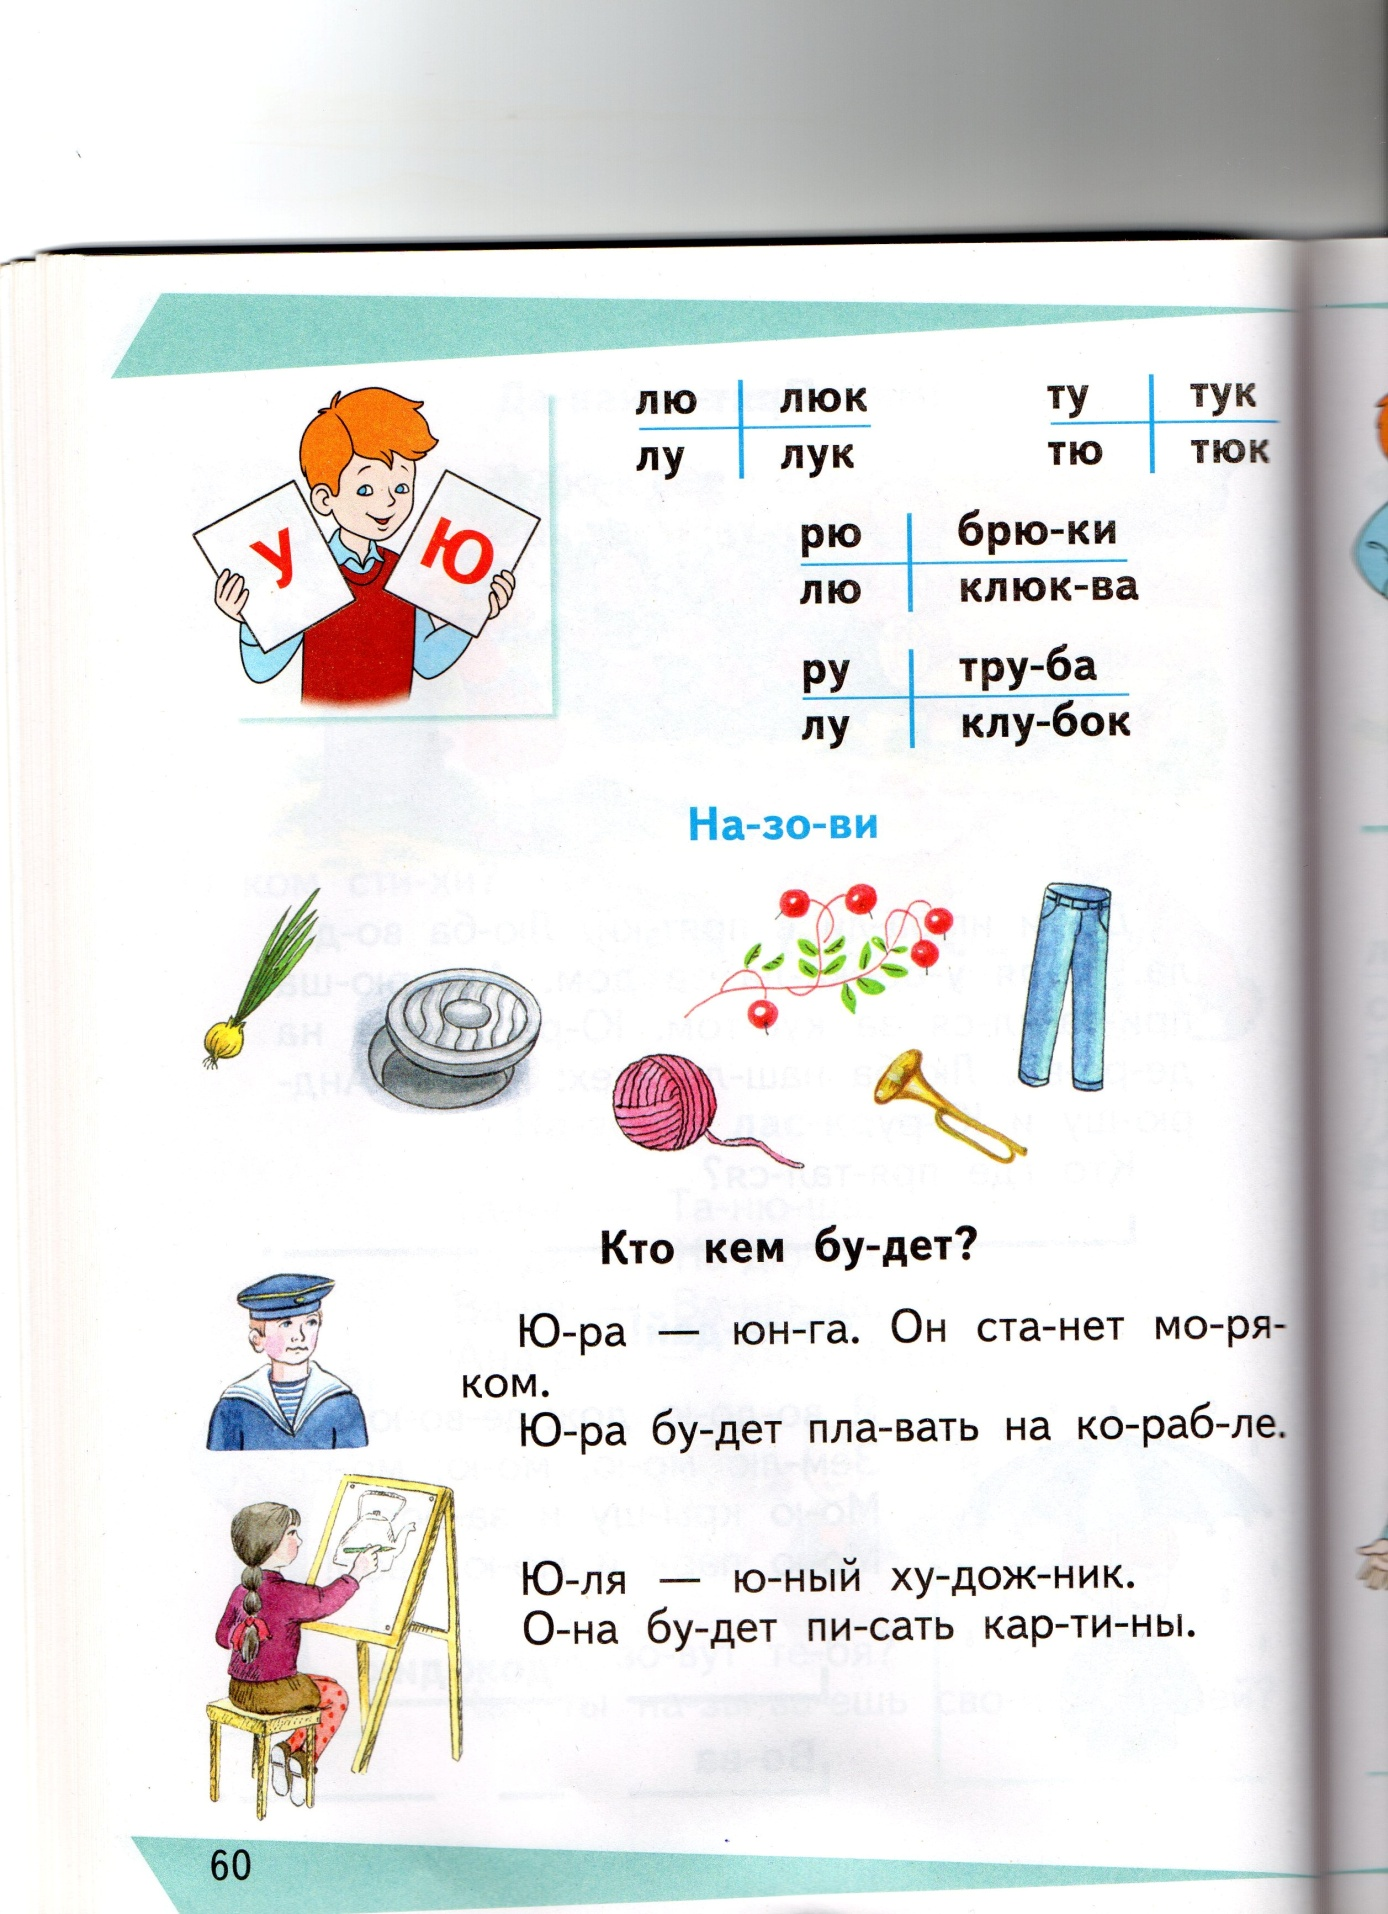 У Ю
лю люк
лу лук
ту тук
тю тюк
рю брю-ки
лю клюк-ва
ру тру-ба
лу клу-бок
На-зо-ви
Кто кем бу-дет?
Ю-ра — юн-га. Он ста-нет мо-ря-
ком.
Ю-ра бу-дет пла-вать на ко-раб-ле.
Ю-ля — ю-ный ху-дож-ник.
О-на бу-дет пи-сать кар-ти-ны.
60